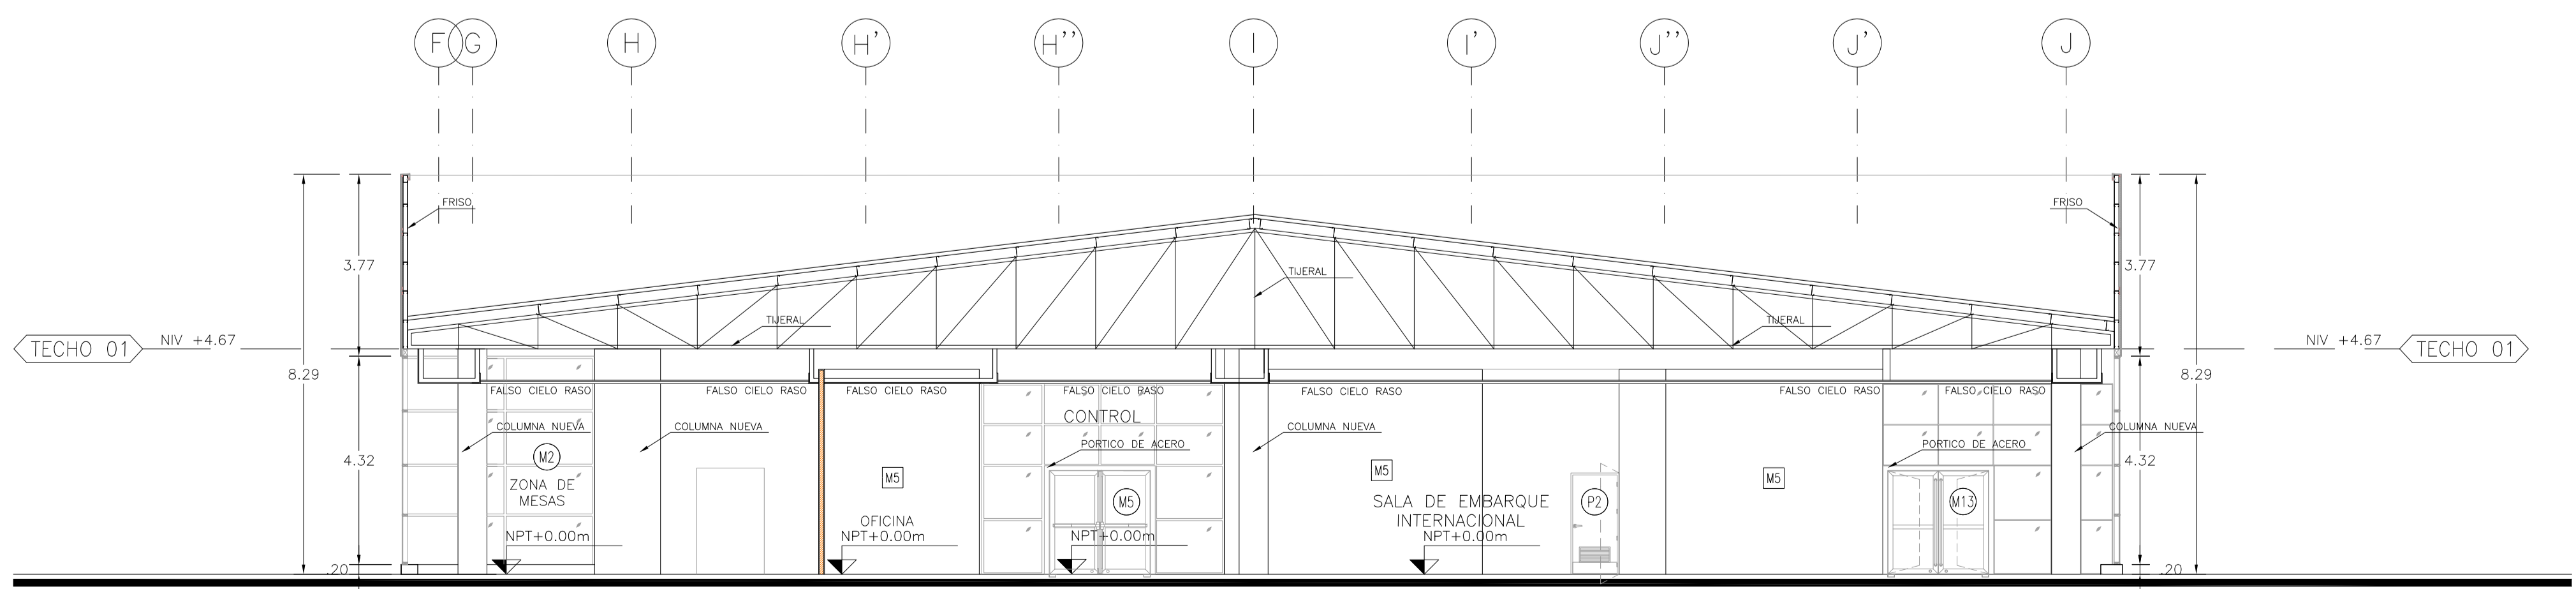 F G H H' H'' I I' J'' J' J
FRISO FRISO
3.77 3.77
TIJERAL
TIJERAL TIJERAL
TECHO 01 NIV +4.67 NIV +4.67 TECHO 01
8.29 8.29
FALSO CIELO RASO FALSO CIELO RASO FALSO CIELO RASO FALSO CIELO RASO FALSO CIELO RASO FALSO CIELO RASO FALSO CIELO RASO
CONTROL
COLUMNA NUEVA COLUMNA NUEVA COLUMNA NUEVA COLUMNA NUEVA
PORTICO DE ACERO PORTICO DE ACERO
4.32 M2 4.32
M5 M5 M5
ZONA DE
MESAS
M5 P2 M13
SALA DE EMBARQUE
INTERNACIONAL
OFICINA
NPT+0.00m NPT+0.00m NPT+0.00m NPT+0.00m
.20 .20